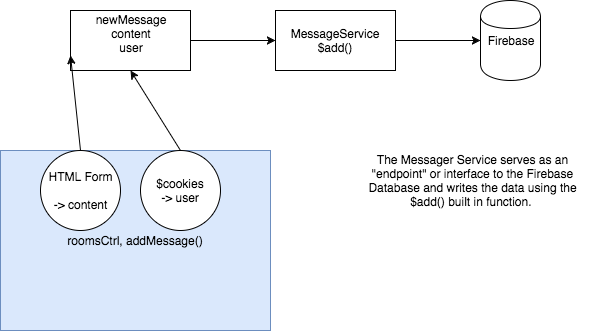 newMessage
content
user
MessageService
$add()
Firebase
HTML Form
-> content
$cookies
-> user
roomsCtrl, addMessage()
The Messager Service serves as an
"endpoint" or interface to the Firebase
Database and writes the data using the
$add() built in function.